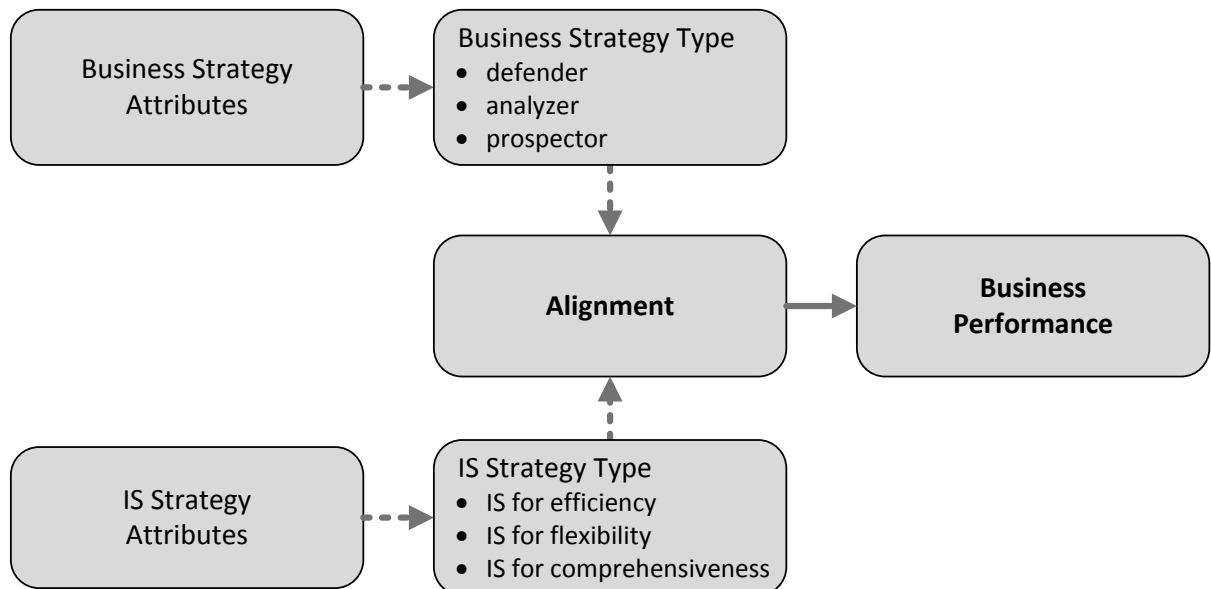 Business Strategy
Attributes
Business Strategy Type
• defender
• analyzer
• prospector
Alignment
Business
Performance
IS Strategy
Attributes
IS Strategy Type
• IS for efficiency
• IS for flexibility
• IS for comprehensiveness